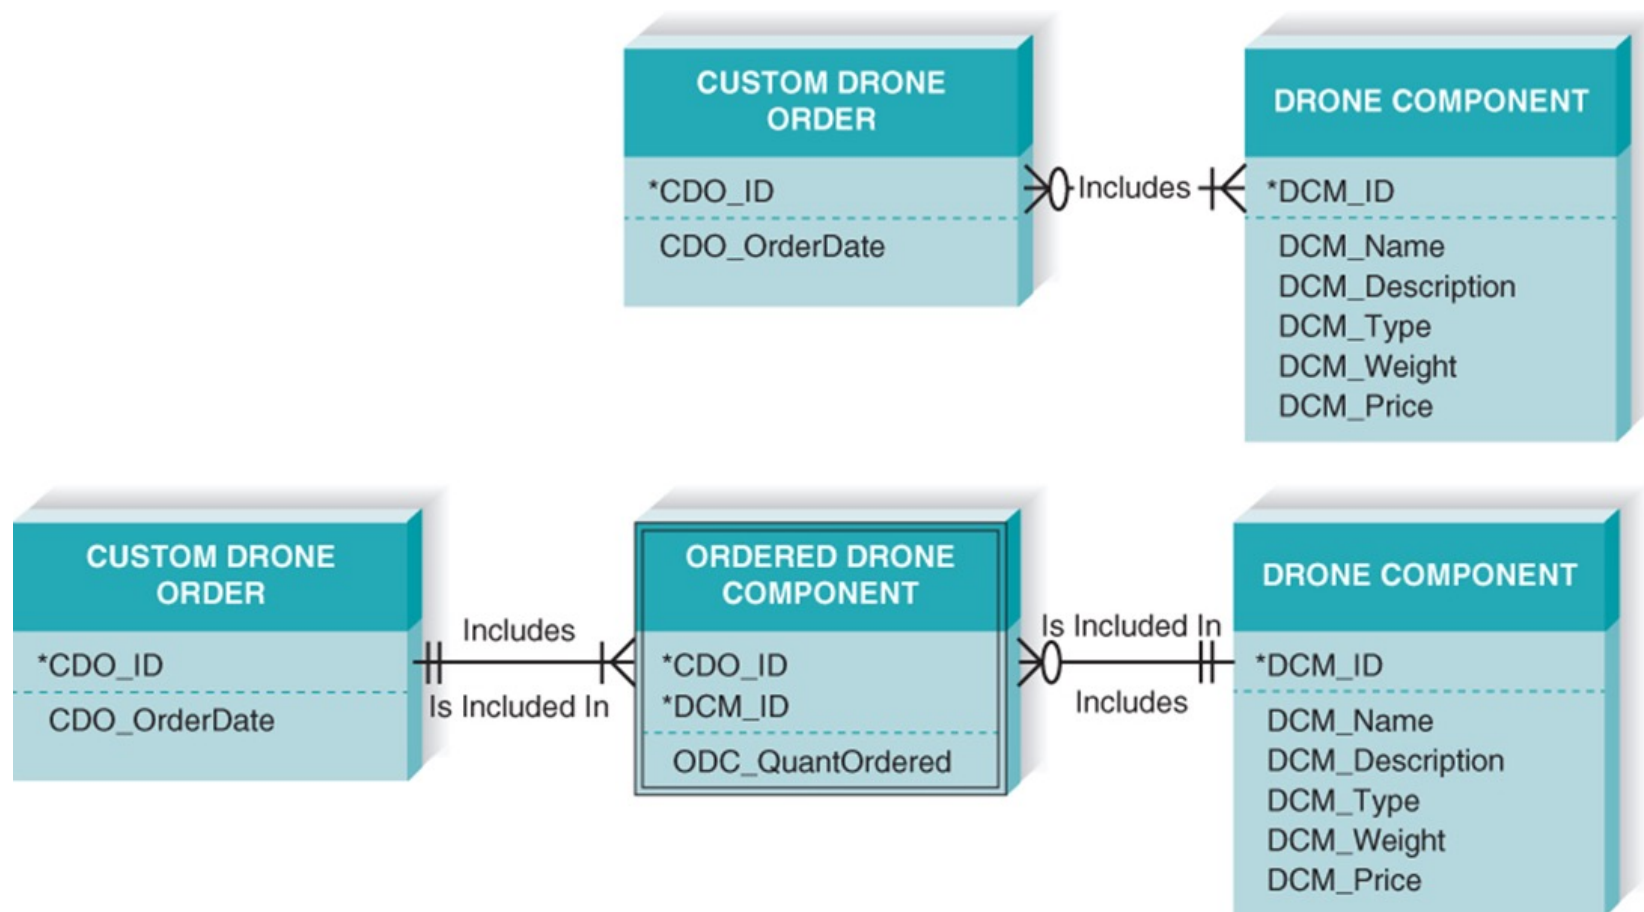 CUSTOM DRONE
ORDER
*CDO_ID
CDO_OrderDate
Includes
DRONE COMPONENT
*DCM_ID
DCM_Name
DCM_Description
DCM_Type
DCM_Weight
DCM_Price
CUSTOM DRONE
ORDER
*CDO_ID
CDO_OrderDate
Includes
Is Included In
ORDERED DRONE
COMPONENT
*CDO_ID
*DCM_ID
ODC_QuantOrdered
Is Included In
Includes
DRONE COMPONENT
*DCM_ID
DCM_Name
DCM_Description
DCM_Type
DCM_Weight
DCM_Price